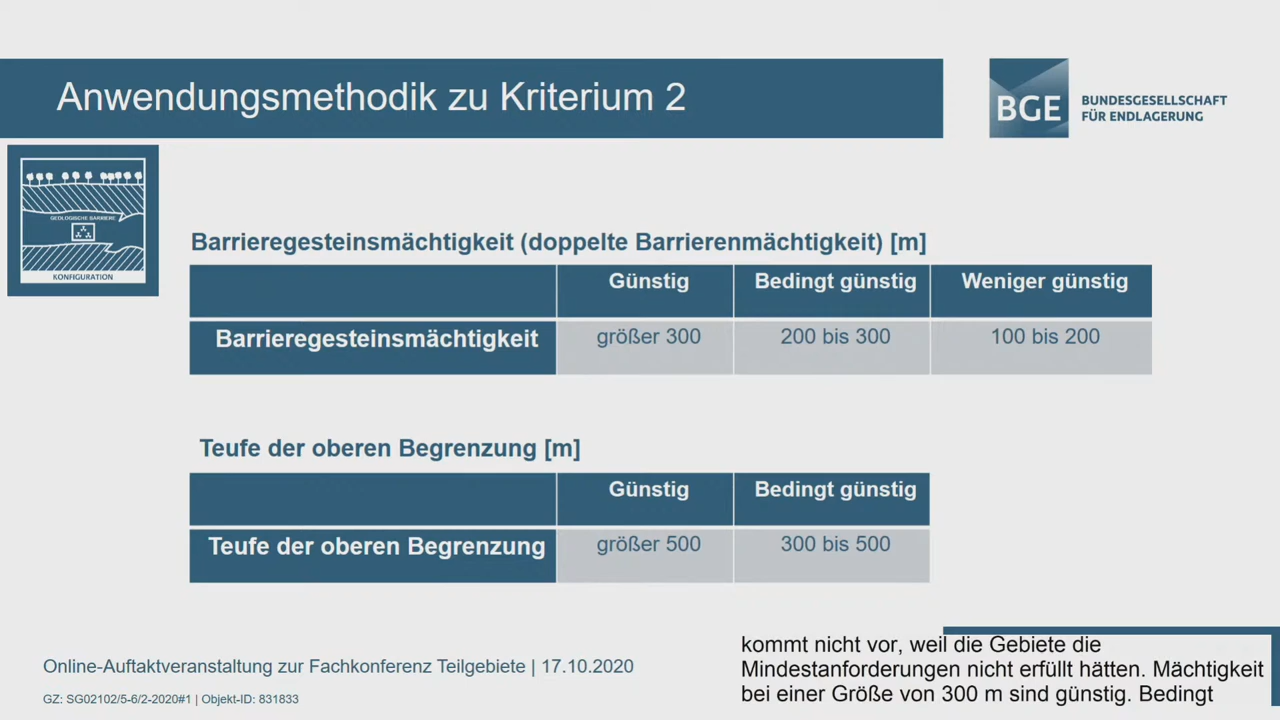 Anwendungsmethodik zu Kriterium 2
BGE
BUNDESGESELLSCHAFT
FÜR ENDLAGERUNG
GEOLOGISCHE BARRIERE
KONFIGURATION
Barrieregesteinsmächtigkeit (doppelte Barrierenmächtigkeit) [m]
Günstig Bedingt günstig Weniger günstig
Barrieregesteinsmächtigkeit größer 300 200 bis 300 100 bis 200
Teufe der oberen Begrenzung [m]
Günstig Bedingt günstig
Teufe der oberen Begrenzung größer 500 300 bis 500
Online-Auftaktveranstaltung zur Fachkonferenz Teilgebiete | 17.10.2020
GZ: SG02102/5-6/2-2020#1 | Objekt-ID: 831833
kommt nicht vor, weil die Gebiete die
Mindestanforderungen nicht erfüllt hätten. Mächtigkeit
bei einer Größe von 300 m sind günstig. Bedingt